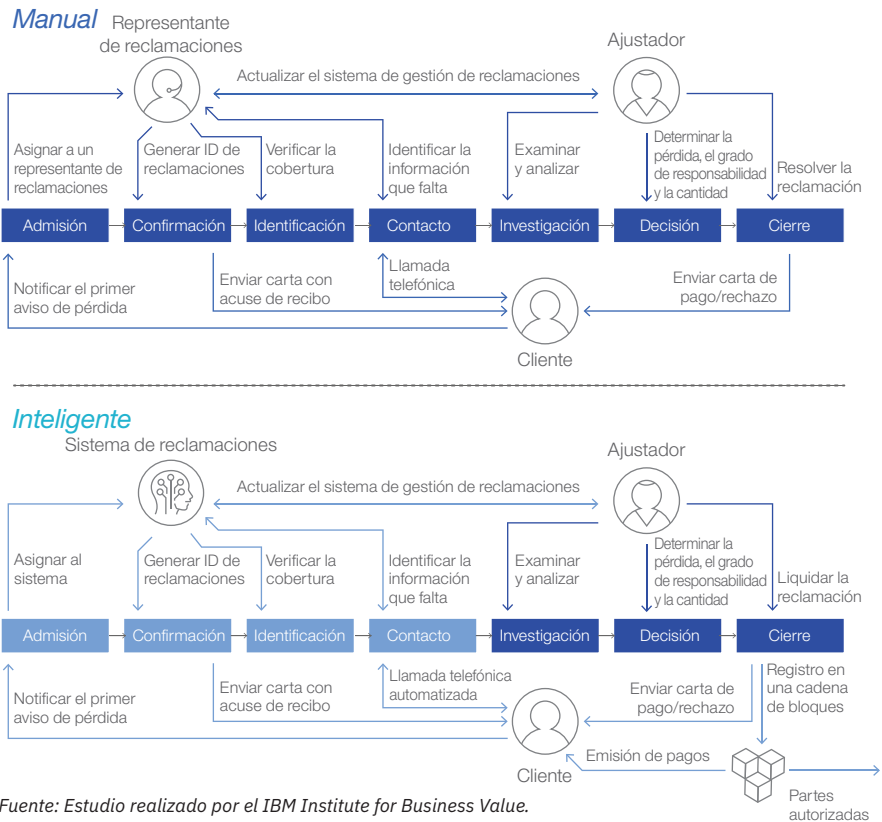 Manual
Representante
de reclamaciones
Ajustador
Actualizar el sistema de gestión de reclamaciones
Asignar a un
representante de
reclamaciones
Generar ID de
reclamaciones
Verificar la
cobertura
Identificar la
información
que falta
Examinar
y analizar
Determinar la
pérdida, el grado
de responsabilidad
y la cantidad
Resolver la
reclamación
Admisión
Confirmación
Identificación
Contacto
Investigación
Decisión
Cierre
Notificar el primer
aviso de pérdida
Enviar carta con
acuse de recibo
Llamada
telefónica
Enviar carta de
pago/rechazo
Cliente
Inteligente
Sistema de reclamaciones
Ajustador
Actualizar el sistema de gestión de reclamaciones
Asignar al
sistema
Generar ID de
reclamaciones
Verificar la
cobertura
Identificar la
información
que falta
Examinar
y analizar
Determinar la
pérdida, el grado
de responsabilidad
y la cantidad
Liquidar la
reclamación
Admisión
Confirmación
Identificación
Contacto
Investigación
Decisión
Cierre
Notificar el primer
aviso de pérdida
Enviar carta con
acuse de recibo
Llamada telefónica
automatizada
Enviar carta de
pago/rechazo
Registro en
una cadena
de bloques
Emisión de pagos
Cliente
Partes
autorizadas
Fuente: Estudio realizado por el IBM Institute for Business Value.